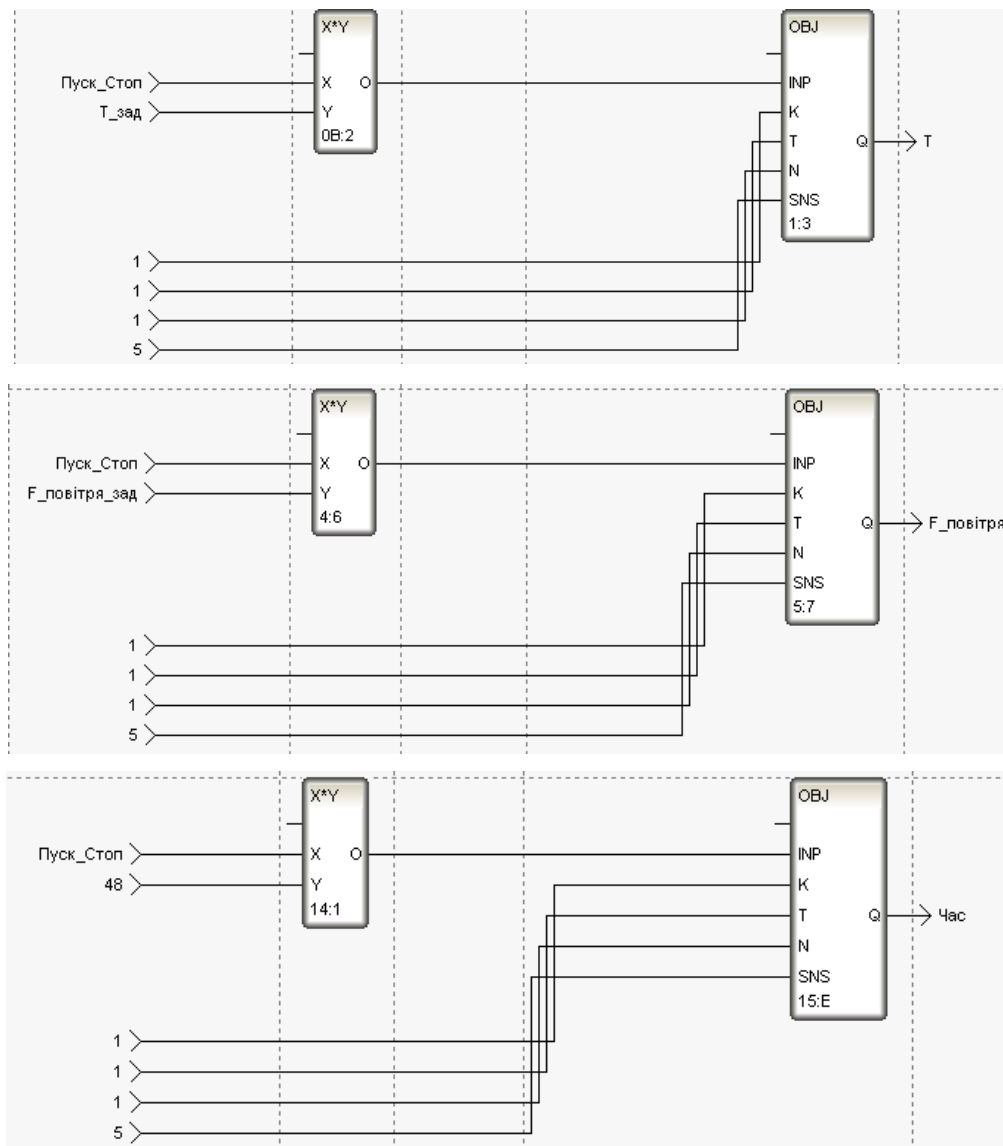 X*Y OBJ
Пуск_Стоп X O INP
T_зад Y K
0B:2 T Q T
N
SNS
1:3
1
1
1
5
X*Y OBJ
Пуск_Стоп X O INP
F_повітря_зад Y K
4:6 T Q F_повітря
N
SNS
5:7
1
1
1
5
X*Y OBJ
Пуск_Стоп X O INP
48 Y K
14:1 T Q Час
N
SNS
15:E
1
1
1
5